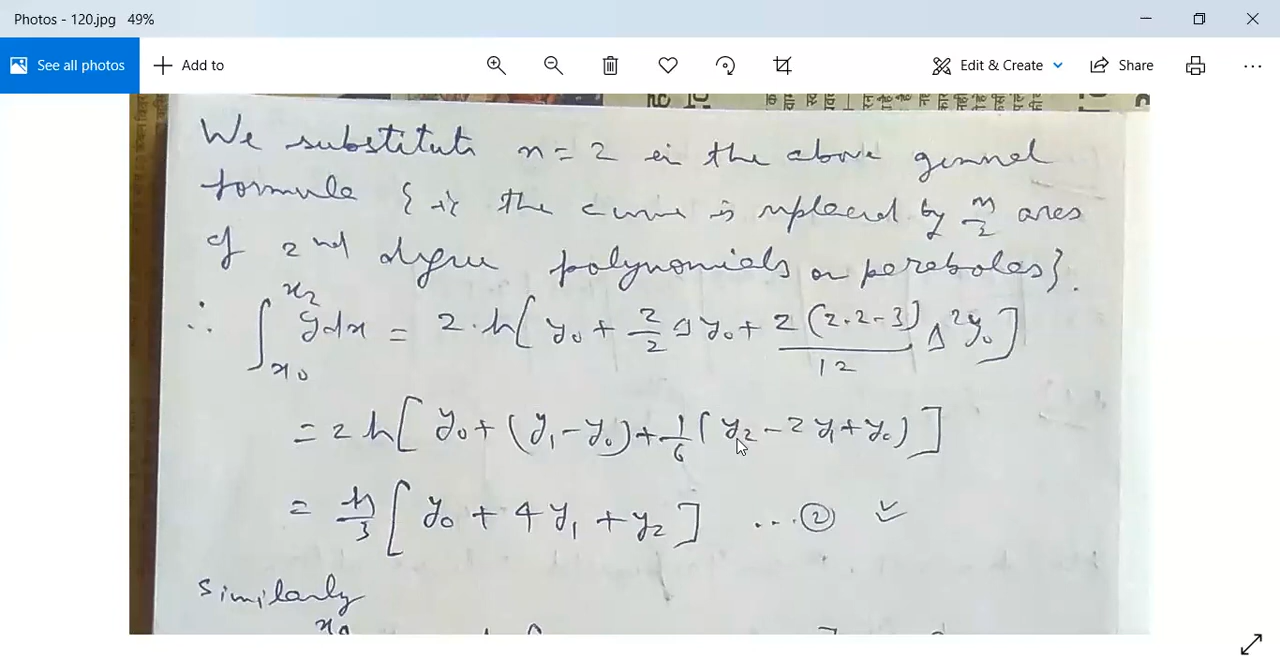 Photos - 120.jpg 49%
See all photos
Add to
Edit & Create
Share
We substitute n = 2 in the above general
formula { ie the curve is replaced by n/2 arcs
of 2nd degree polynomials or parabolas}.
∴ ∫_{x0}^{x2} y dx = 2·h[ y₀ + 2/2 Δy₀ + 2(2·2-3)/12 Δ²y₀ ]
= 2h[ y₀ + (y₁ - y₀) + 1/6 ( y₂ - 2y₁ + y₀) ]
= h/3 [ y₀ + 4y₁ + y₂ ] ... ②
Similarly